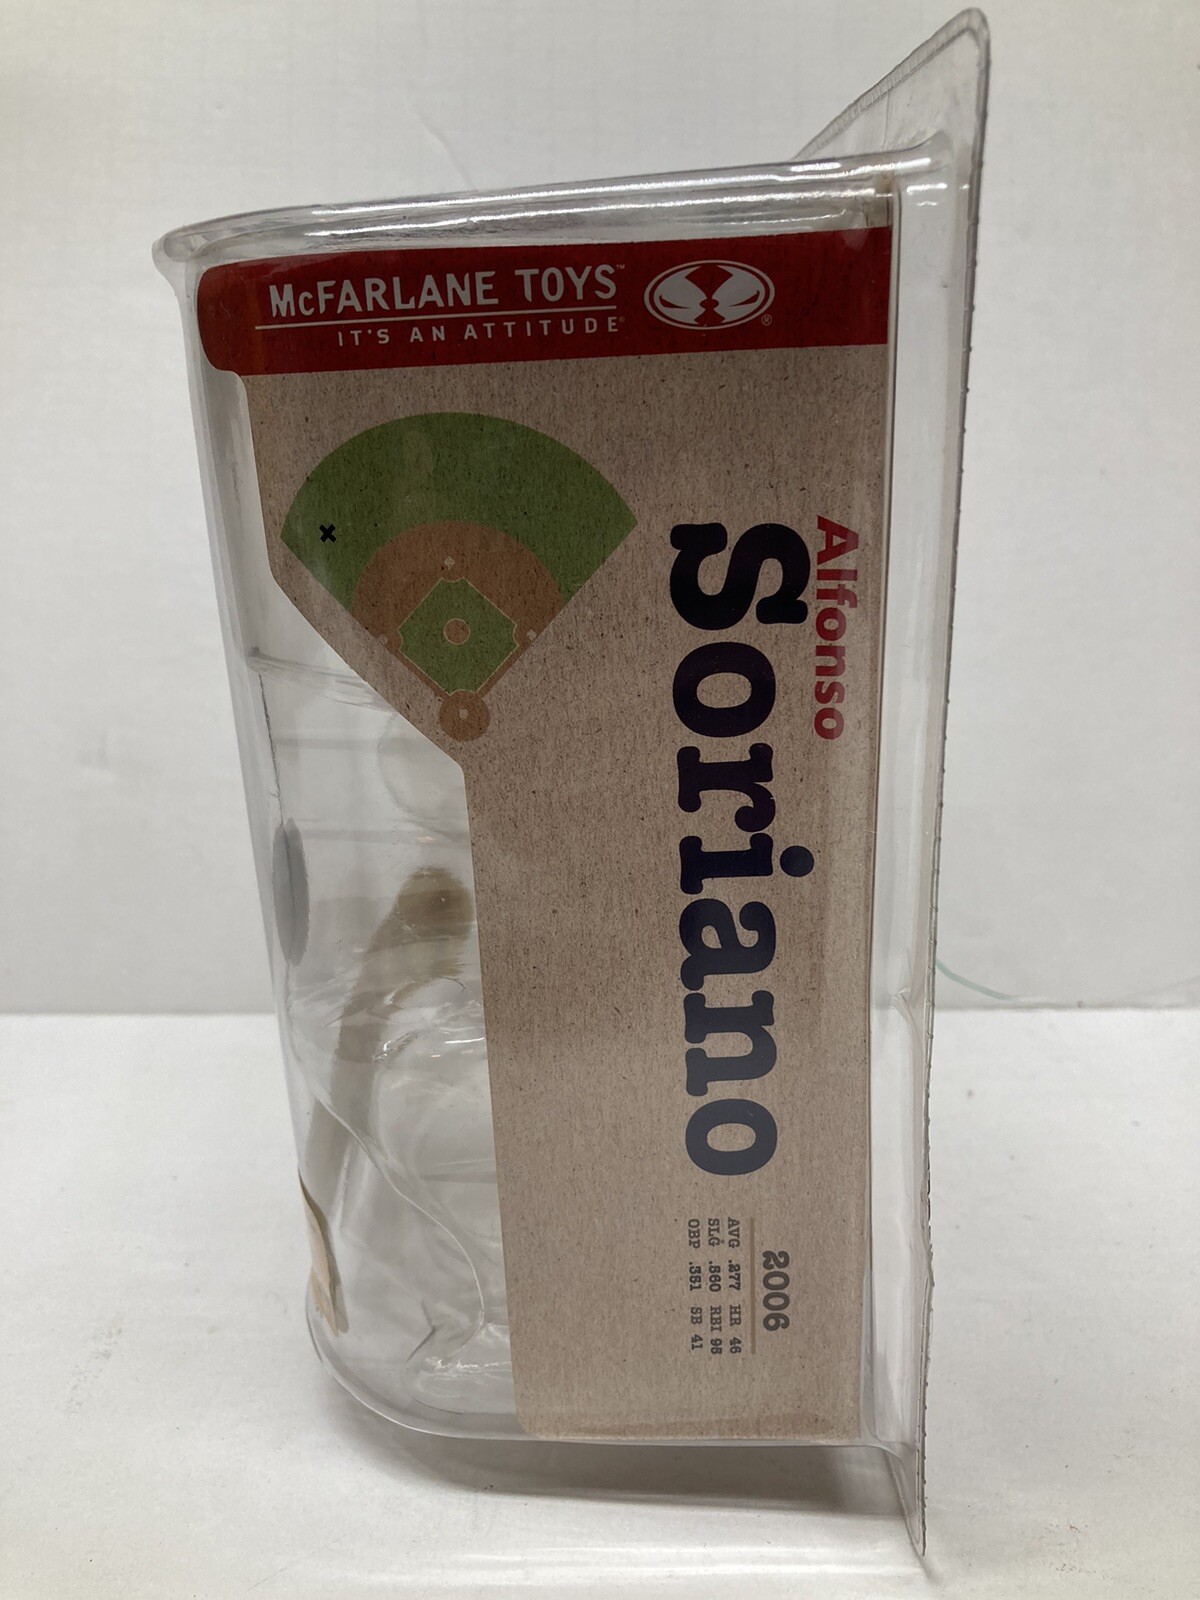 McFARLANE TOYS™
IT'S AN ATTITUDE®
®
x
Alfonso
Soriano
2006
AVG .277 HR 46
SLG .560 RBI 95
OBP .351 SB 41